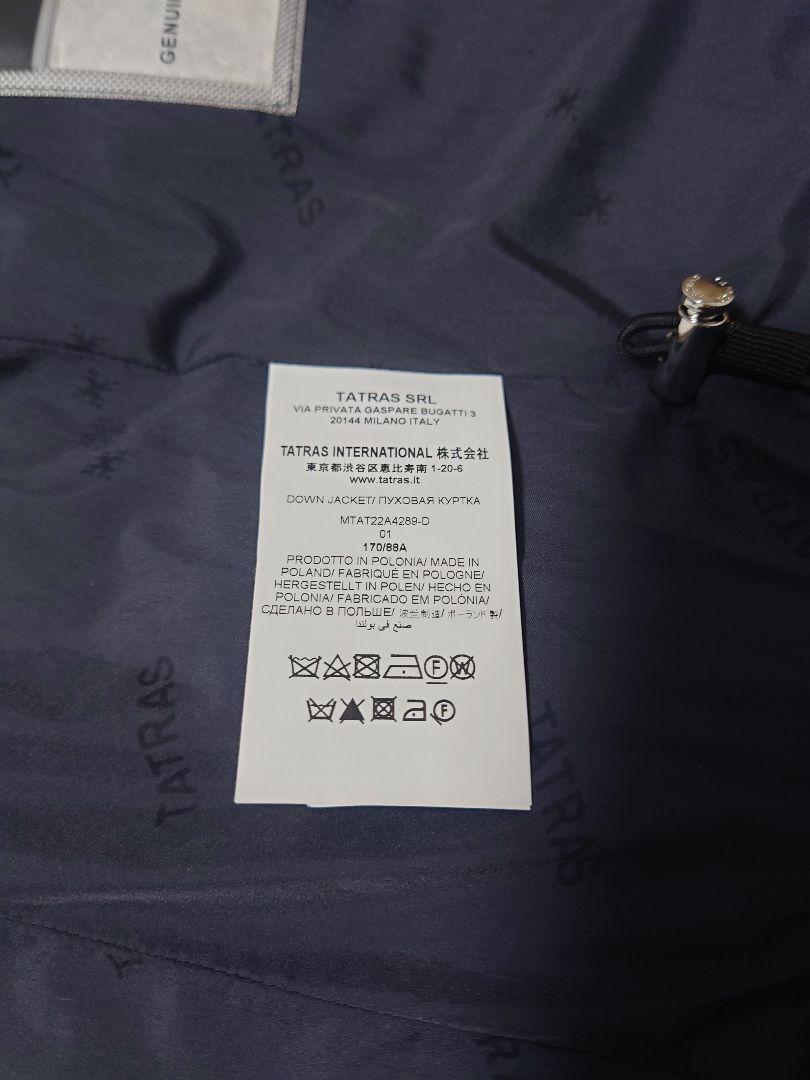 GENUI
TATRAS
TATRAS SRL
VIA PRIVATA GASPARE BUGATTI 3
20144 MILANO ITALY
TATRAS INTERNATIONAL 株式会社
東京都渋谷区恵比寿南 1-20-6
www.tatras.it
DOWN JACKET/ ПУХОВАЯ КУРТКА
MTAT22A4289-D
01
170/88A
PRODOTTO IN POLONIA/ MADE IN
POLAND/ FABRIQUÉ EN POLOGNE/
HERGESTELLT IN POLEN/ HECHO EN
POLONIA/ FABRICADO EM POLÓNIA/
СДЕЛАНО В ПОЛЬШЕ/ 波兰制造/ ポーランド製/
صنع في بولندا
F W
F
TATRAS
TATRAS